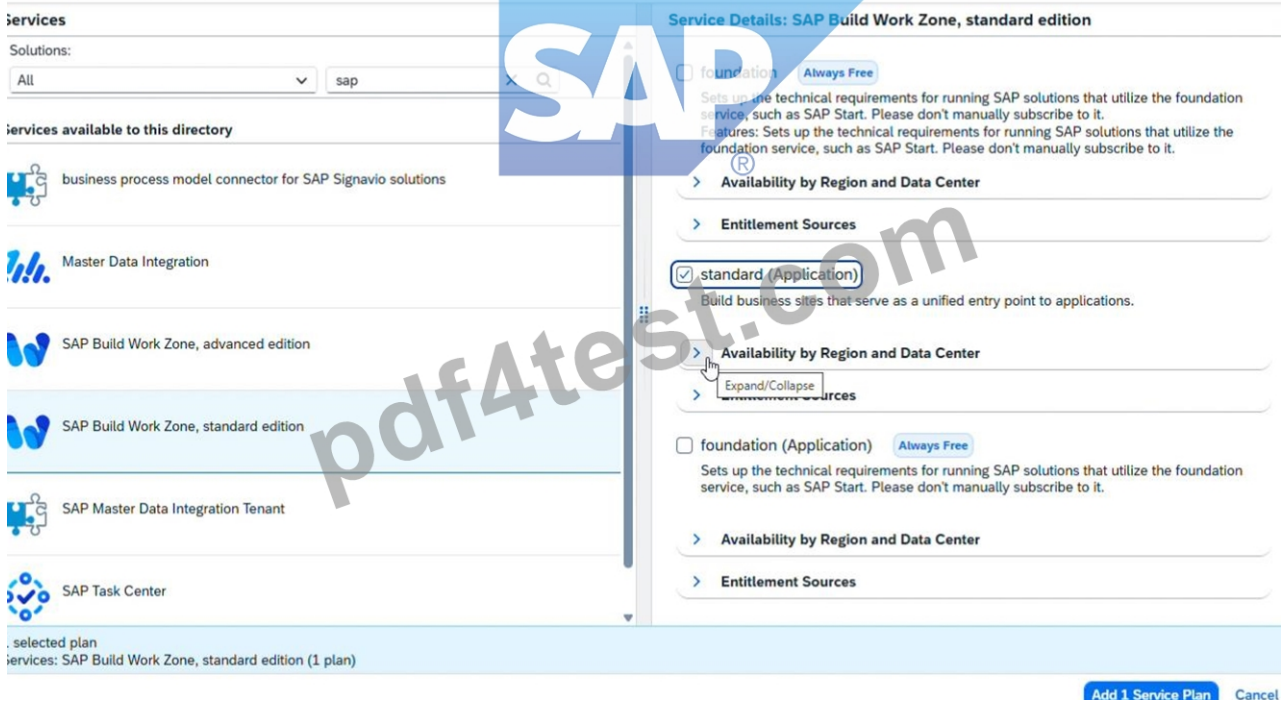 Services
Solutions:
All
sap
Services available to this directory
business process model connector for SAP Signavio solutions
Master Data Integration
SAP Build Work Zone, advanced edition
SAP Build Work Zone, standard edition
SAP Master Data Integration Tenant
SAP Task Center
SAP
®
Service Details: SAP Build Work Zone, standard edition
foundation
Always Free
Sets up the technical requirements for running SAP solutions that utilize the foundation
service, such as SAP Start. Please don't manually subscribe to it.
Features: Sets up the technical requirements for running SAP solutions that utilize the
foundation service, such as SAP Start. Please don't manually subscribe to it.
Availability by Region and Data Center
Entitlement Sources
standard (Application)
Build business sites that serve as a unified entry point to applications.
Availability by Region and Data Center
Expand/Collapse
Entitlement Sources
foundation (Application)
Always Free
Sets up the technical requirements for running SAP solutions that utilize the foundation
service, such as SAP Start. Please don't manually subscribe to it.
Availability by Region and Data Center
Entitlement Sources
pdf4test.com
selected plan
Services: SAP Build Work Zone, standard edition (1 plan)
Add 1 Service Plan
Cancel